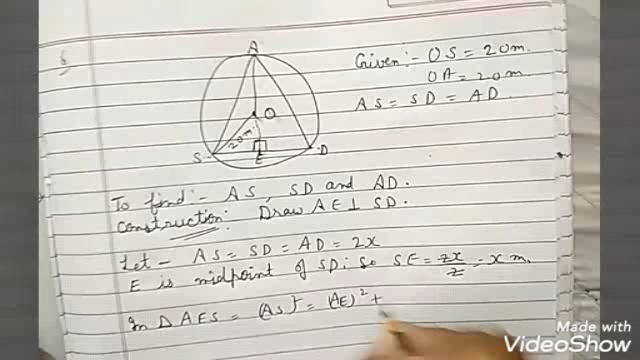 6
A
O
20m
S
E
D
Given:- OS = 20m.
OA = 20m
AS = SD = AD
To find:- AS, SD and AD.
Construction: Draw AE ⊥ SD.
Let - AS = SD = AD = 2x
E is midpoint of SD; So SE = 2x/2 = x m.
In Δ AES = (AS)² = (AE)² +
Made with
VideoShow